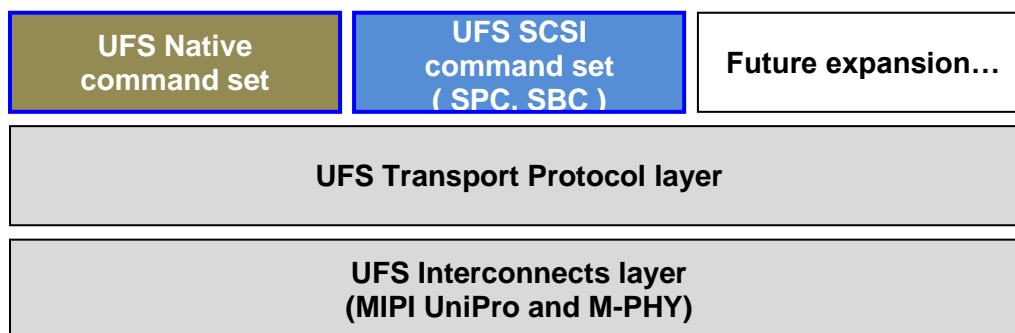 UFS Native
command set
UFS SCSI
command set
( SPC, SBC )
Future expansion…
UFS Transport Protocol layer
UFS Interconnects layer
(MIPI UniPro and M-PHY)